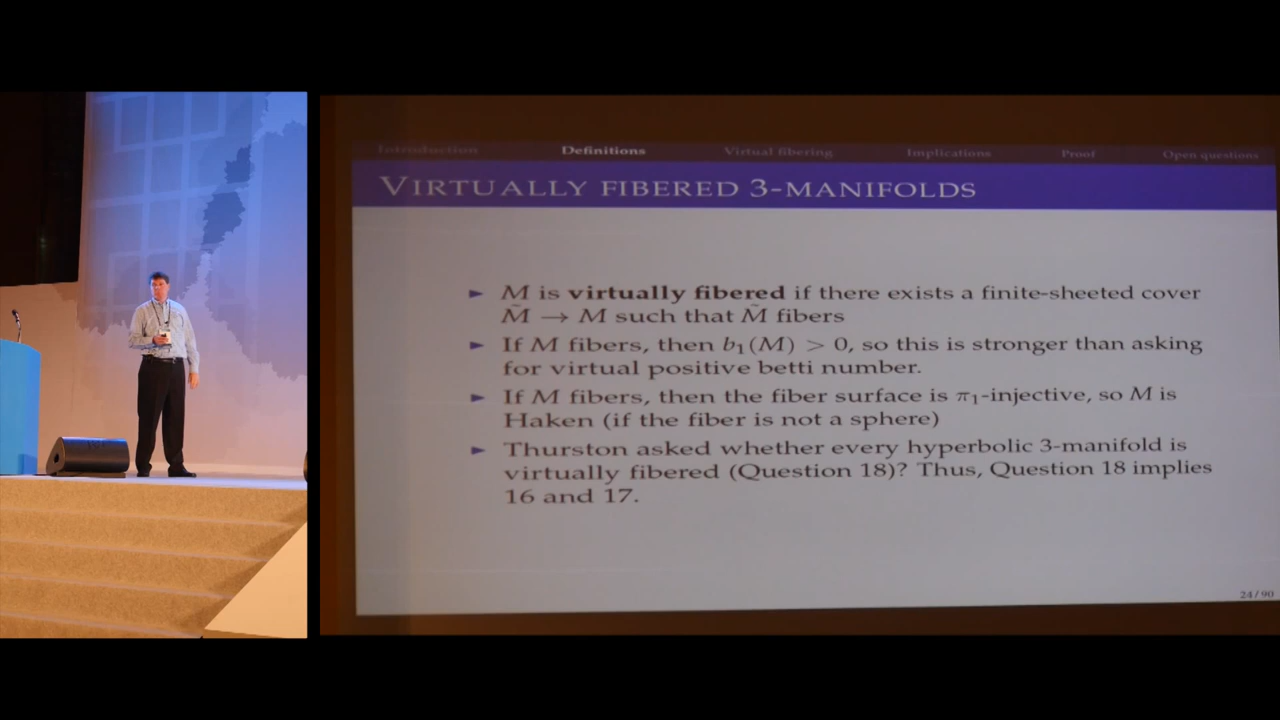 Introduction Definitions Virtual fibering Implications Proof Open questions
VIRTUALLY FIBERED 3-MANIFOLDS
► M is virtually fibered if there exists a finite-sheeted cover
M̃ → M such that M̃ fibers
► If M fibers, then b₁(M) > 0, so this is stronger than asking
for virtual positive betti number.
► If M fibers, then the fiber surface is π₁-injective, so M is
Haken (if the fiber is not a sphere)
► Thurston asked whether every hyperbolic 3-manifold is
virtually fibered (Question 18)? Thus, Question 18 implies
16 and 17.
24 / 90